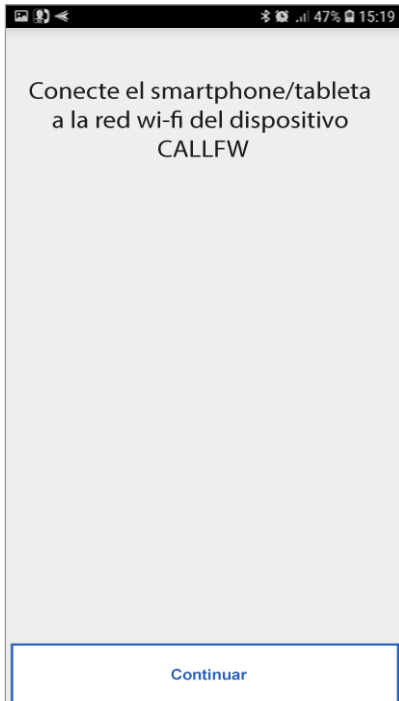 47% 15:19
Conecte el smartphone/tableta
a la red wi-fi del dispositivo
CALLFW
Continuar